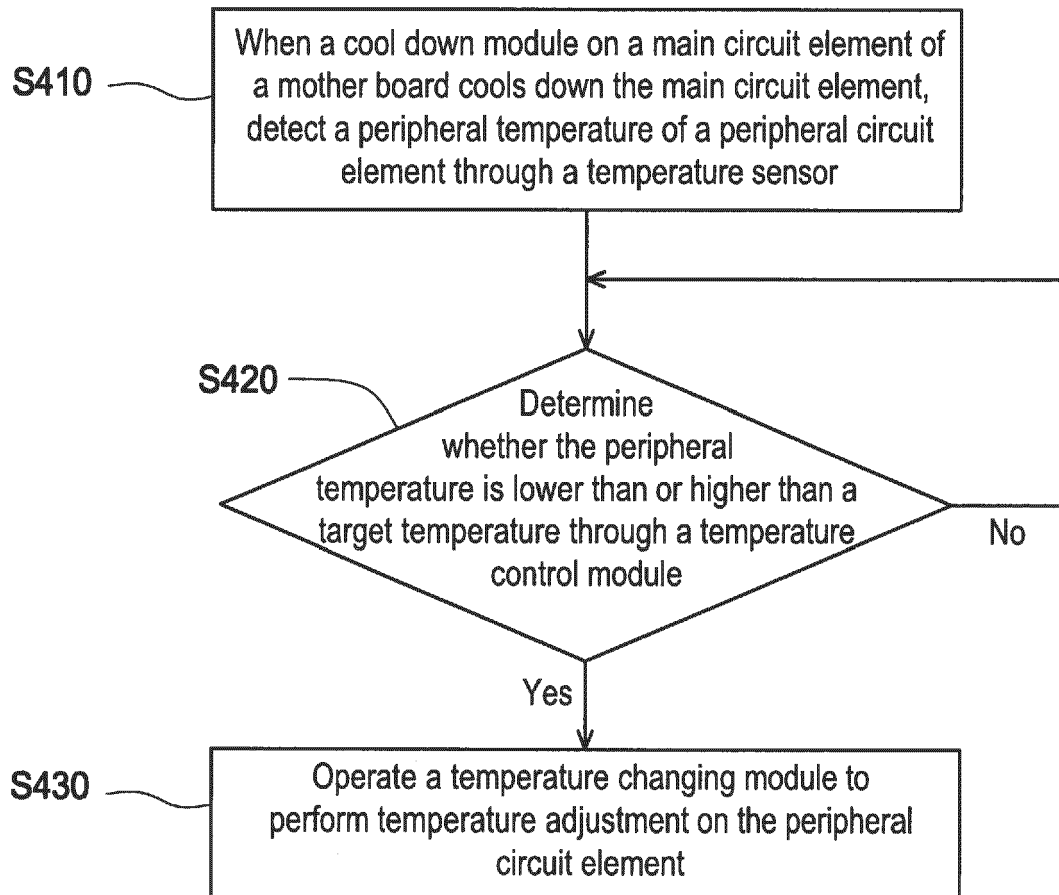 S410
When a cool down module on a main circuit element of
a mother board cools down the main circuit element,
detect a peripheral temperature of a peripheral circuit
element through a temperature sensor
S420
Determine
whether the peripheral
temperature is lower than or higher than a
target temperature through a temperature
control module
No
Yes
S430
Operate a temperature changing module to
perform temperature adjustment on the peripheral
circuit element